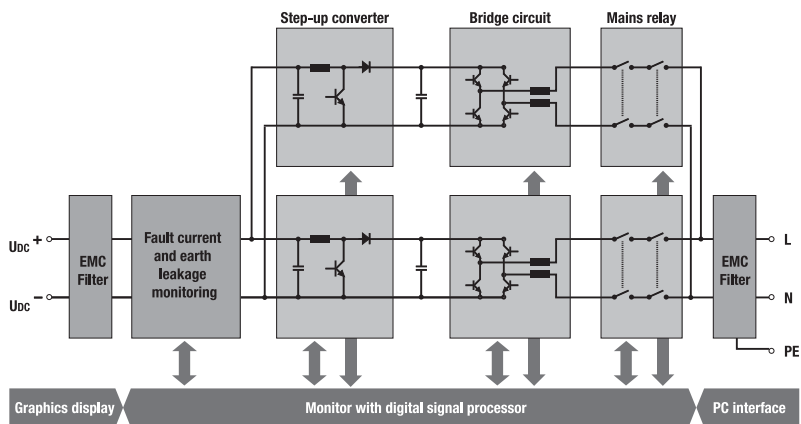 Step-up converter
Bridge circuit
Mains relay
UDC +
UDC −
EMC
Filter
Fault current
and earth
leakage
monitoring
EMC
Filter
L
N
PE
Graphics display
Monitor with digital signal processor
PC interface